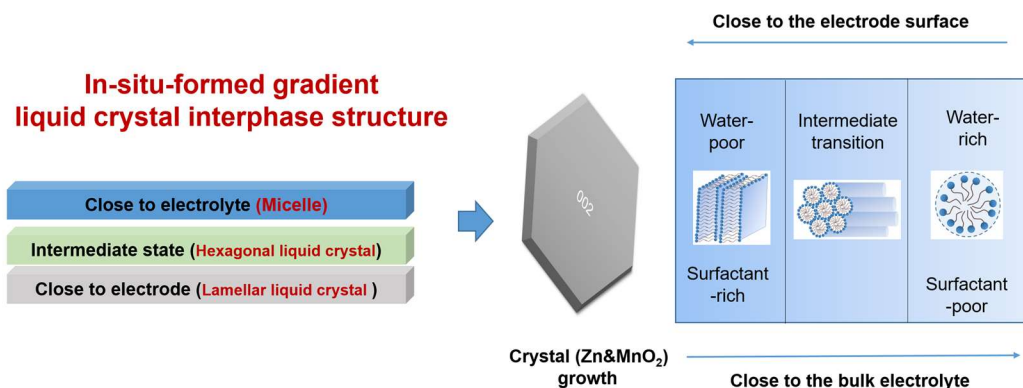 In-situ-formed gradient
liquid crystal interphase structure
Close to electrolyte (Micelle)
Intermediate state (Hexagonal liquid crystal)
Close to electrode (Lamellar liquid crystal )
002
Crystal (Zn&MnO₂)
growth
Close to the electrode surface
Water-
poor
Surfactant
-rich
Intermediate
transition
Water-
rich
Surfactant
-poor
Close to the bulk electrolyte